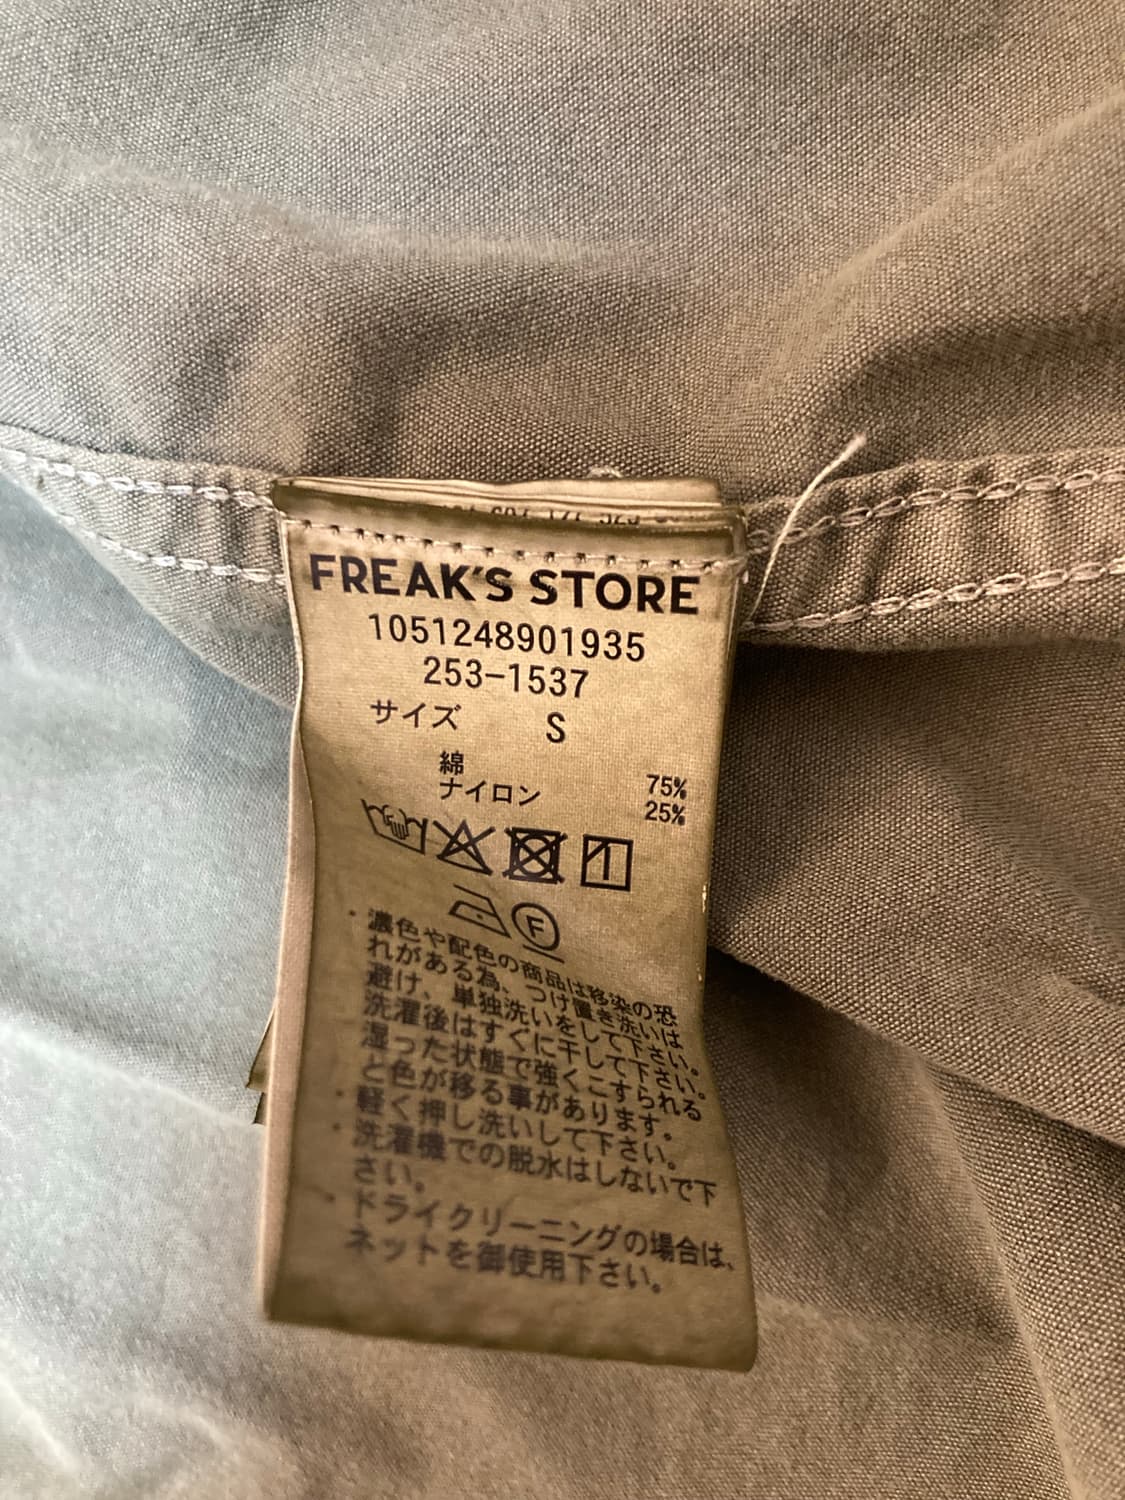 FREAK'S STORE
1051248901935
253-1537
サイズ S
綿 75%
ナイロン 25%
F
・濃色や配色の商品は移染の恐
れがある為、つけ置き洗いは
避け、単独洗いをして下さい。
洗濯後はすぐに干して下さい。
湿った状態で強くこすられる
と色が移る事があります。
・軽く押し洗いして下さい。
・洗濯機での脱水はしないで下
さい。
・ドライクリーニングの場合は、
ネットを御使用下さい。